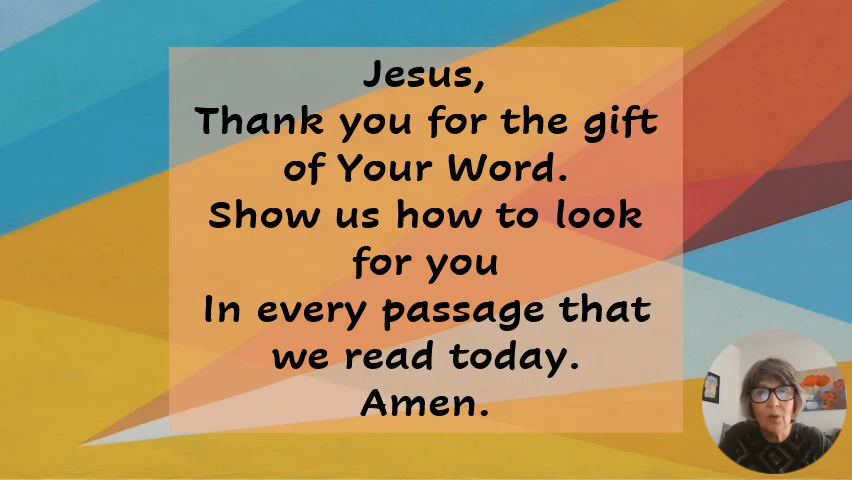 Jesus,
Thank you for the gift
of Your Word.
Show us how to look
for you
In every passage that
we read today.
Amen.